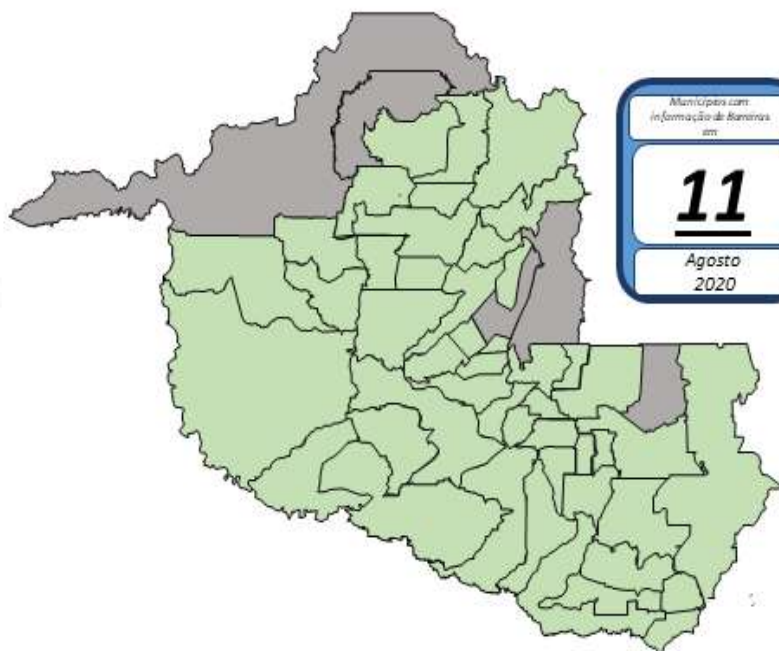 Municípios com
informação de Barreiras
em
11
Agosto
2020